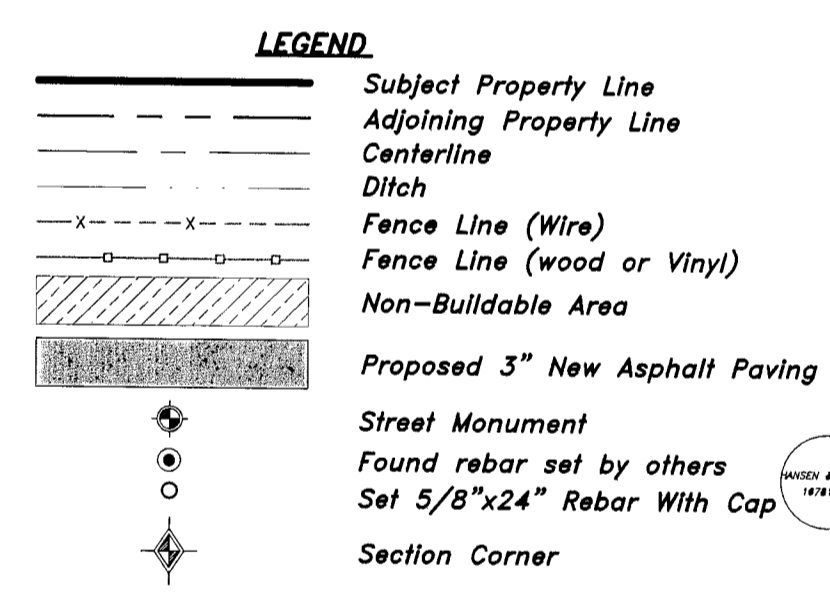 LEGEND
Subject Property Line
Adjoining Property Line
Centerline
Ditch
X X Fence Line (Wire)
Fence Line (wood or Vinyl)
Non-Buildable Area
Proposed 3" New Asphalt Paving
Street Monument
Found rebar set by others
Set 5/8"x24" Rebar With Cap
HANSEN &
Section Corner